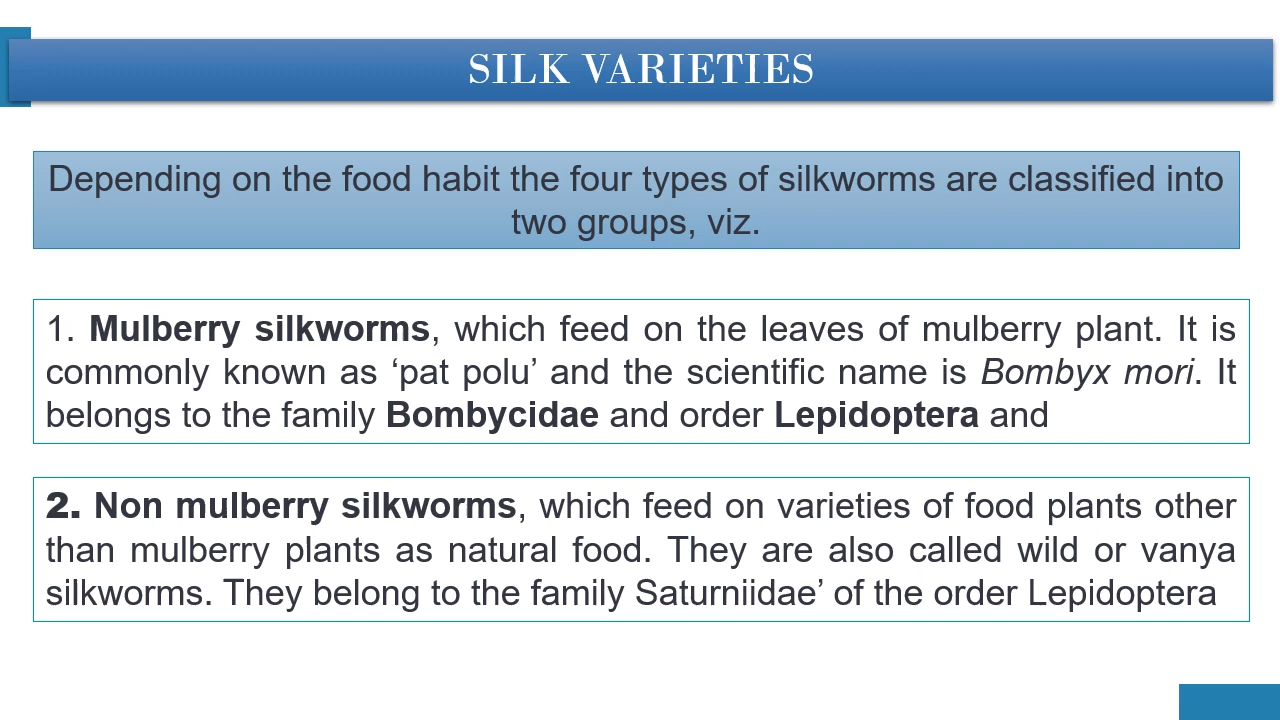 SILK VARIETIES
Depending on the food habit the four types of silkworms are classified into
two groups, viz.
1. Mulberry silkworms, which feed on the leaves of mulberry plant. It is
commonly known as ‘pat polu’ and the scientific name is Bombyx mori. It
belongs to the family Bombycidae and order Lepidoptera and
2. Non mulberry silkworms, which feed on varieties of food plants other
than mulberry plants as natural food. They are also called wild or vanya
silkworms. They belong to the family Saturniidae’ of the order Lepidoptera